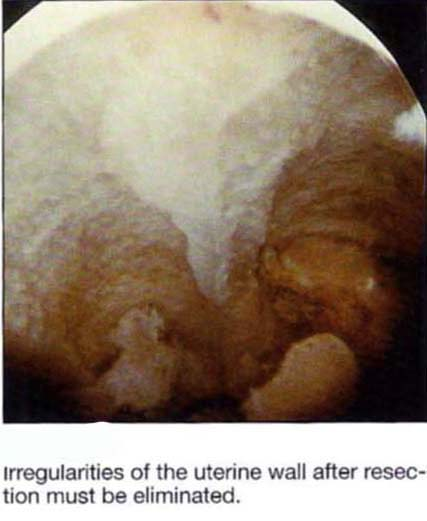 Irregularities of the uterine wall after resec-
tion must be eliminated.